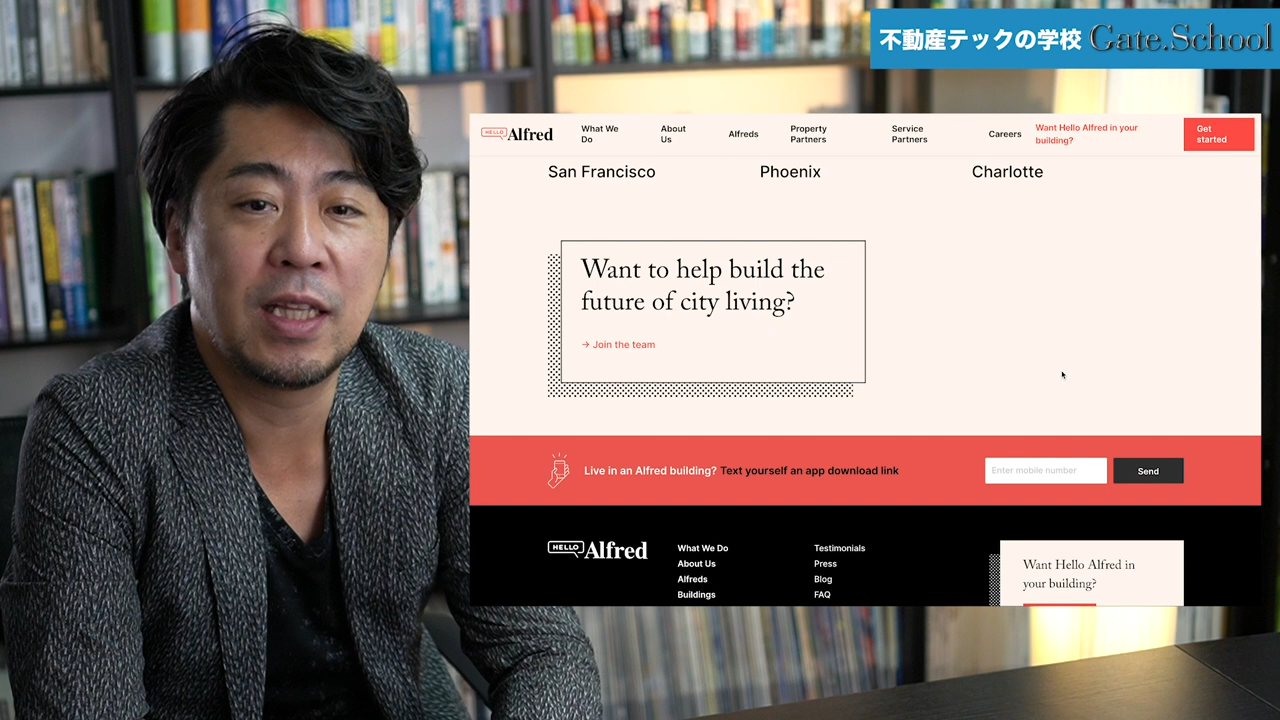 不動産テックの学校 Gate.School
HELLO Alfred
What We
Do
About
Us
Alfreds
Property
Partners
Service
Partners
Careers
Want Hello Alfred in your
building?
Get
started
San Francisco
Phoenix
Charlotte
Want to help build the
future of city living?
→ Join the team
Live in an Alfred building? Text yourself an app download link
Enter mobile number
Send
HELLO Alfred
What We Do
About Us
Alfreds
Buildings
Testimonials
Press
Blog
FAQ
Want Hello Alfred in
your building?